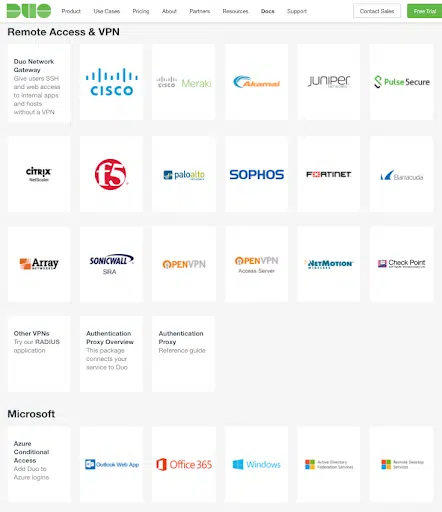 DUO Product Use Cases Pricing About Partners Resources Docs Support Contact Sales Free Trial
Remote Access & VPN
Duo Network
Gateway
Give users SSH
and web access
to internal apps
and hosts
without a VPN
CISCO
CISCO Meraki
Akamai
JUNIPER
NETWORKS
Pulse Secure
CITRIX
NetScaler
f5
paloalto
NETWORKS
SOPHOS
FORTINET
Barracuda
Array
NETWORKS
SONICWALL
SRA
OPENVPN
OPENVPN
Access Server
NETMOTION
WIRELESS
Check Point
Other VPNs
Try our RADIUS
application
Authentication
Proxy Overview
This package
connects your
service to Duo
Authentication
Proxy
Reference guide
Microsoft
Azure
Conditional
Access
Add Duo to
Azure logins
Outlook Web App
Office 365
Windows
Active Directory
Federation Services
Remote Desktop
Services